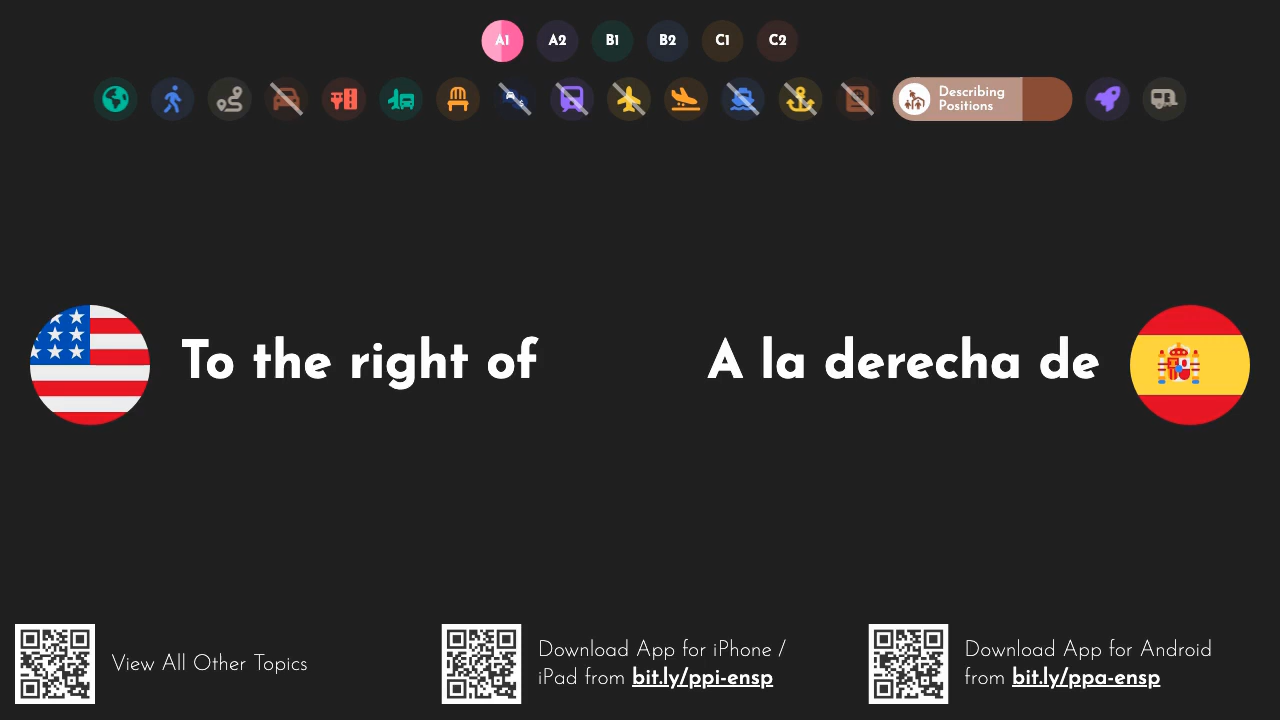 A1 A2 B1 B2 C1 C2
Describing
Positions
To the right of
A la derecha de
View All Other Topics
Download App for iPhone /
iPad from bit.ly/ppi-ensp
Download App for Android
from bit.ly/ppa-ensp